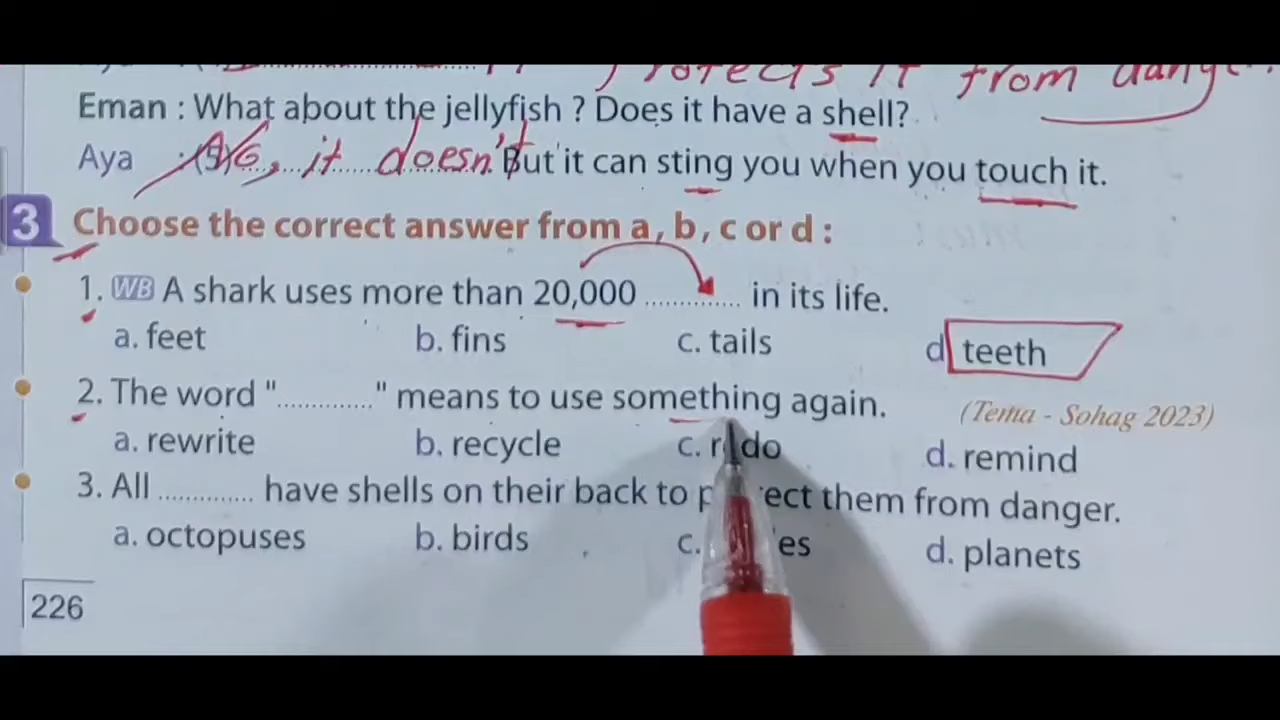 Protects it from
Eman : What about the jellyfish ? Does it have a shell?
Aya : (5) No, it doesn't. But it can sting you when you touch it.
3 Choose the correct answer from a, b, c or d :
1. WB A shark uses more than 20,000 .............. in its life.
a. feet b. fins c. tails d teeth
2. The word ".............." means to use something again. (Tema - Sohag 2023)
a. rewrite b. recycle c. redo d. remind
3. All .............. have shells on their back to protect them from danger.
a. octopuses b. birds c. d. planets
226